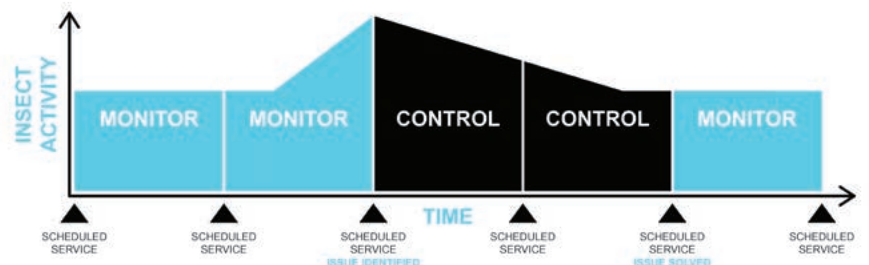 INSECT
ACTIVITY
MONITOR
MONITOR
CONTROL
CONTROL
MONITOR
TIME
SCHEDULED
SERVICE
SCHEDULED
SERVICE
SCHEDULED
SERVICE
ISSUE IDENTIFIED
SCHEDULED
SERVICE
SCHEDULED
SERVICE
ISSUE SOLVED
SCHEDULED
SERVICE